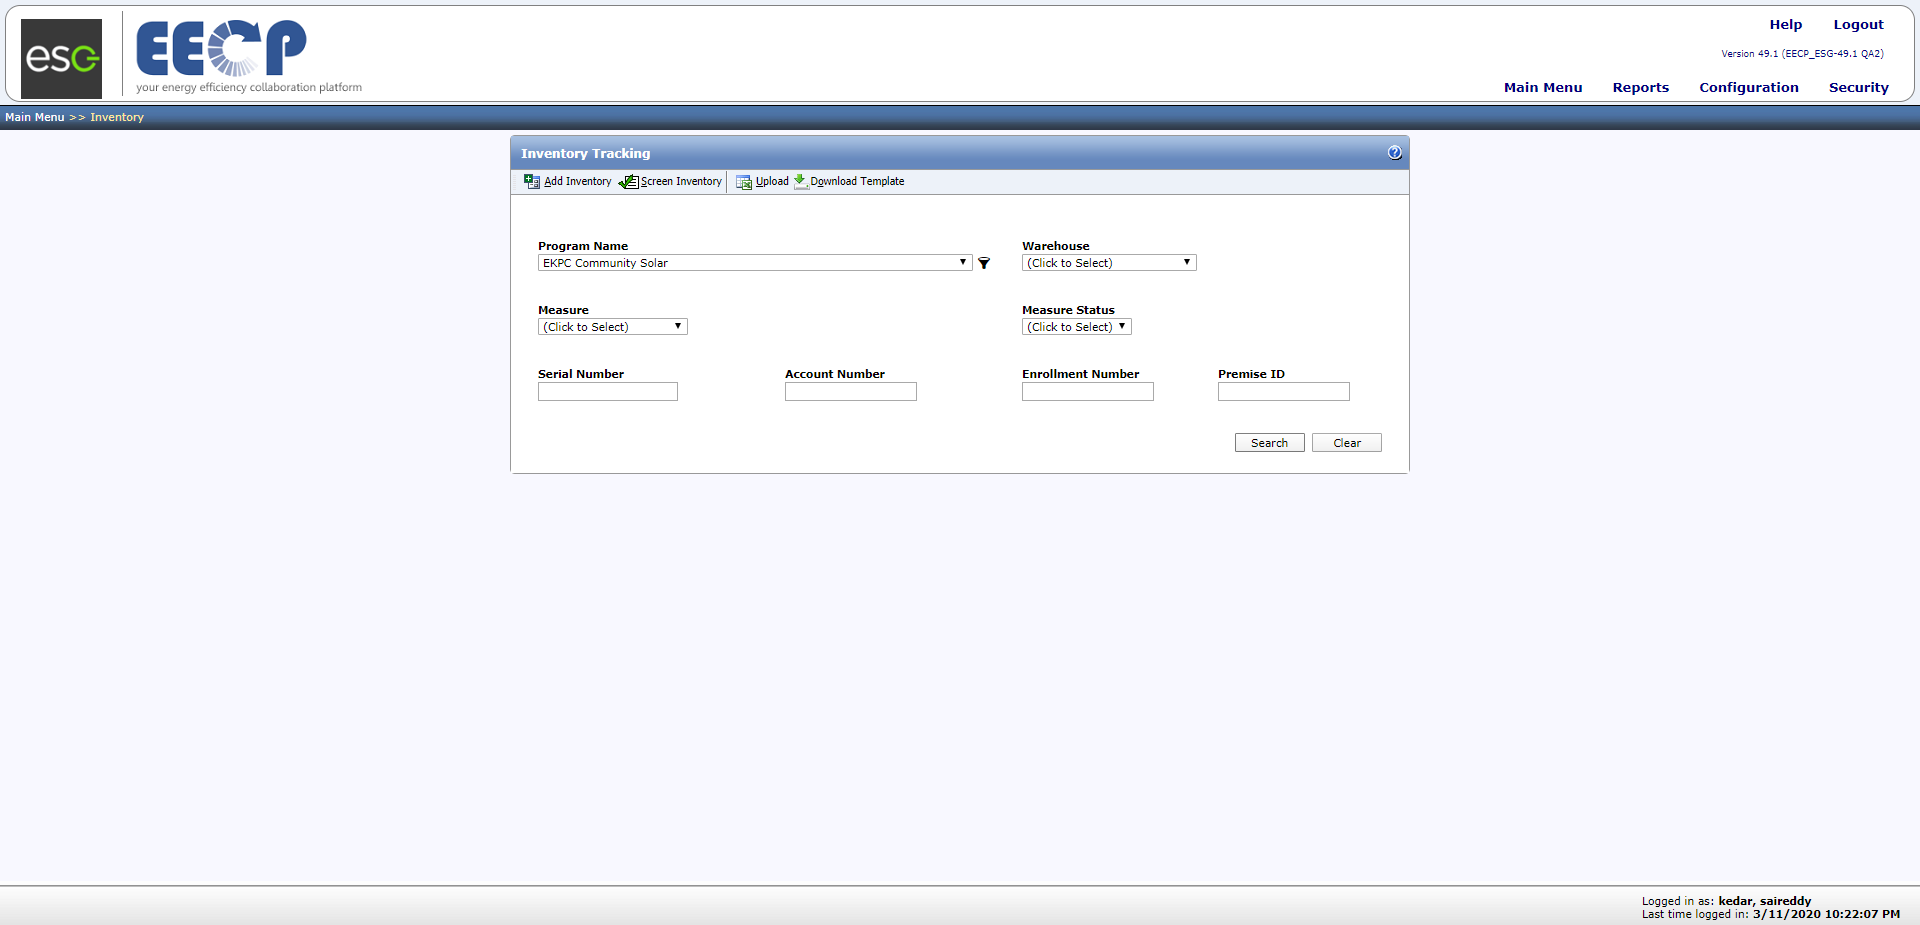 esc
EECP
your energy efficiency collaboration platform
Help Logout
Version 49.1 (EECP_ESG-49.1 QA2)
Main Menu Reports Configuration Security
Main Menu >> Inventory
Inventory Tracking
?
Add Inventory Screen Inventory Upload Download Template
Program Name Warehouse
EKPC Community Solar (Click to Select)
Measure Measure Status
(Click to Select) (Click to Select)
Serial Number Account Number Enrollment Number Premise ID
Search Clear
Logged in as: kedar, saireddy
Last time logged in: 3/11/2020 10:22:07 PM